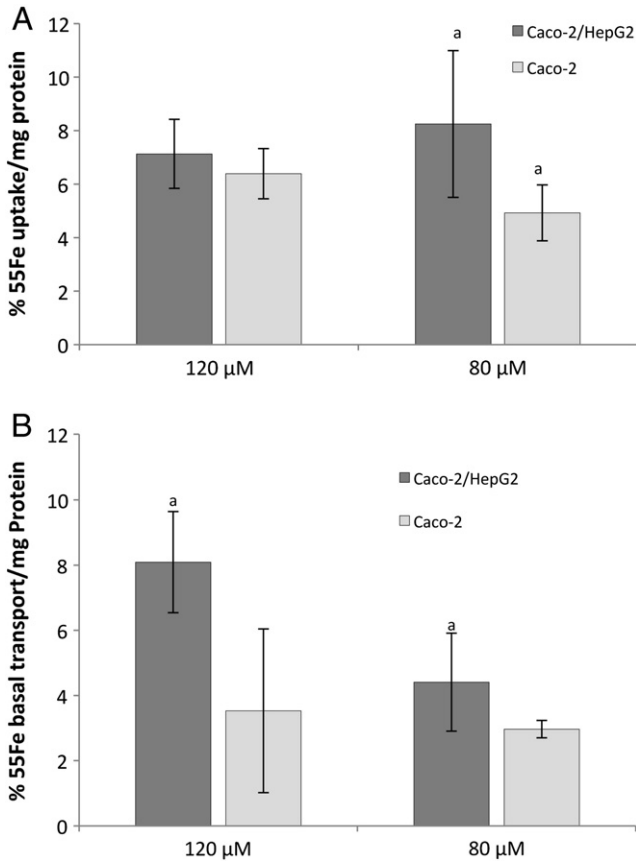 A
% 55Fe uptake/mg protein
12
10
8
6
4
2
0
Caco-2/HepG2
Caco-2
a
a
120 µM
80 µM
B
% 55Fe basal transport/mg Protein
12
10
8
6
4
2
0
Caco-2/HepG2
Caco-2
a
a
120 µM
80 µM